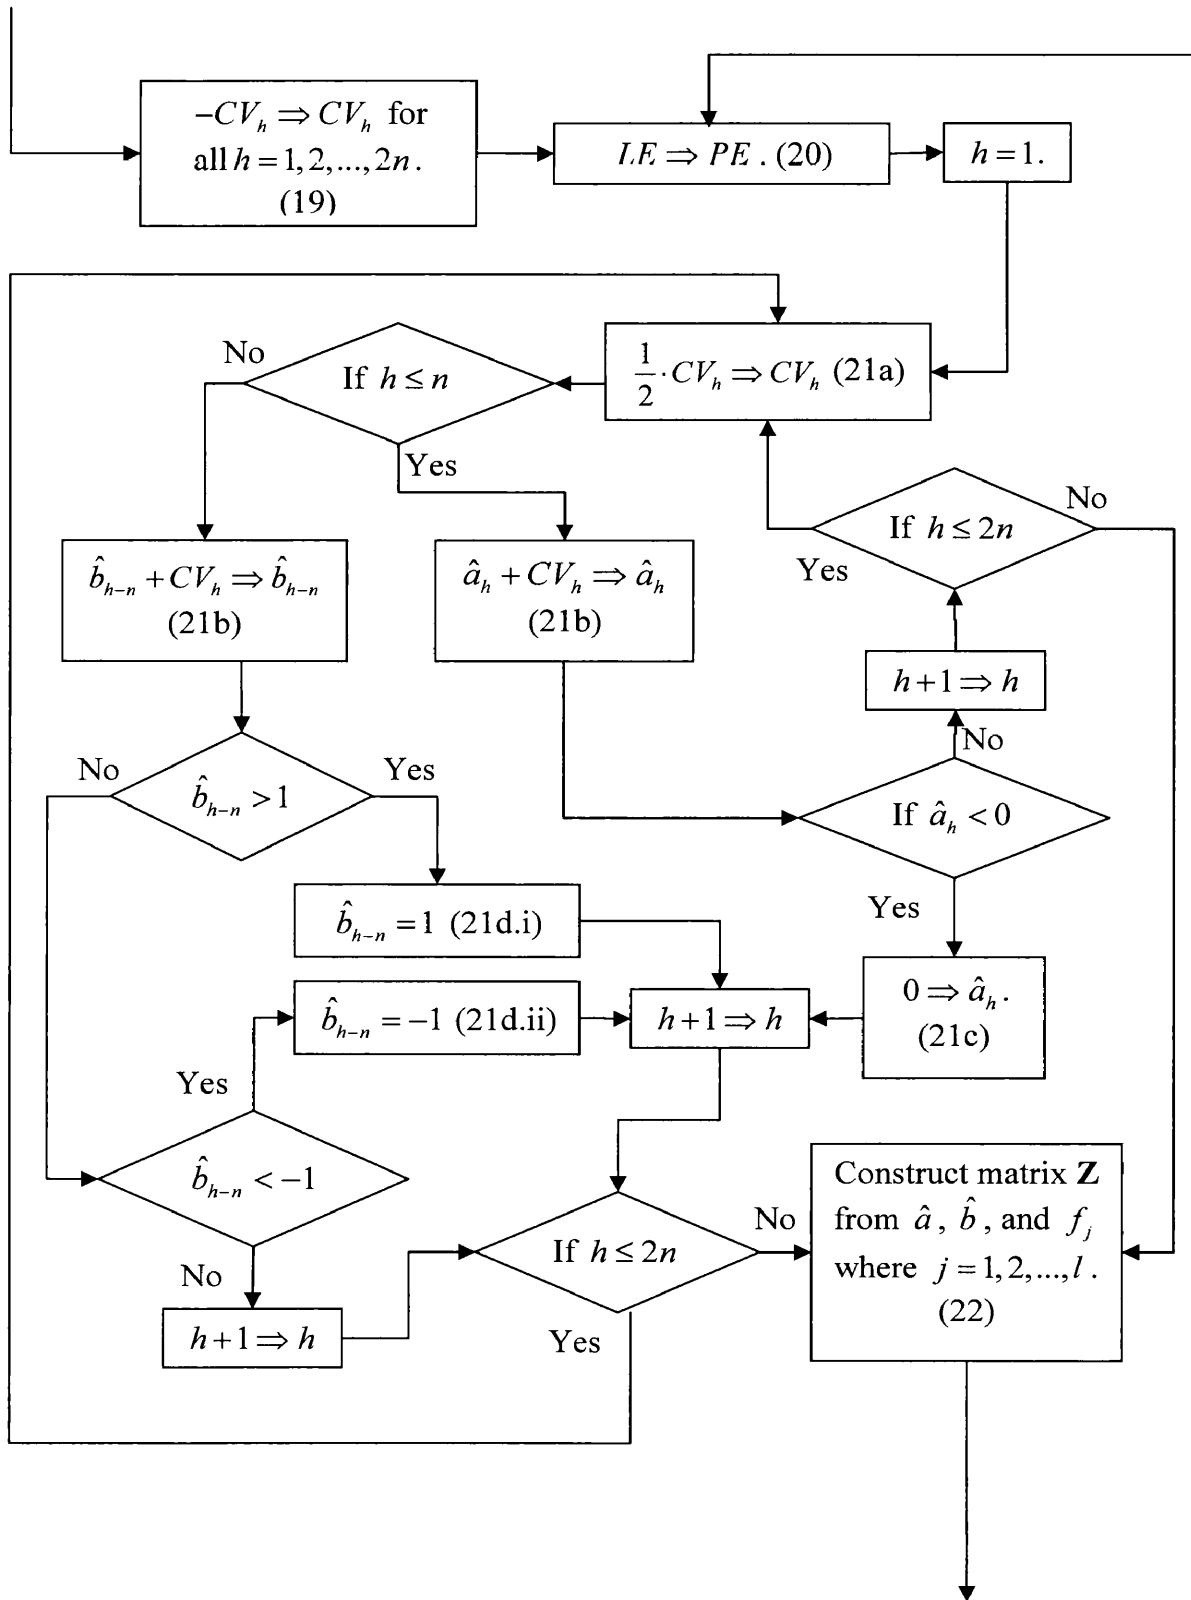 −CV_h ⇒ CV_h for
all h = 1, 2, ..., 2n.
(19)
LE ⇒ PE . (20)
h = 1.
1/2 · CV_h ⇒ CV_h (21a)
If h ≤ n
No
Yes
b̂_{h−n} + CV_h ⇒ b̂_{h−n}
(21b)
â_h + CV_h ⇒ â_h
(21b)
If h ≤ 2n
No
Yes
h + 1 ⇒ h
No
If â_h < 0
Yes
b̂_{h−n} > 1
No
Yes
b̂_{h−n} = 1 (21d.i)
b̂_{h−n} = −1 (21d.ii)
h + 1 ⇒ h
0 ⇒ â_h.
(21c)
Yes
b̂_{h−n} < −1
No
h + 1 ⇒ h
If h ≤ 2n
No
Yes
Construct matrix Z
from â, b̂, and f_j
where j = 1, 2, ..., l.
(22)